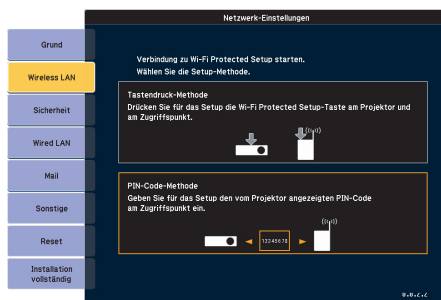 Netzwerk-Einstellungen
Grund
Wireless LAN
Sicherheit
Wired LAN
Mail
Sonstige
Reset
Installation
vollständig
Verbindung zu Wi-Fi Protected Setup starten.
Wählen Sie die Setup-Methode.
Tastendruck-Methode
Drücken Sie für das Setup die Wi-Fi Protected Setup-Taste am Projektor und
am Zugriffspunkt.
PIN-Code-Methode
Geben Sie für das Setup den vom Projektor angezeigten PIN-Code
am Zugriffspunkt ein.
12345678